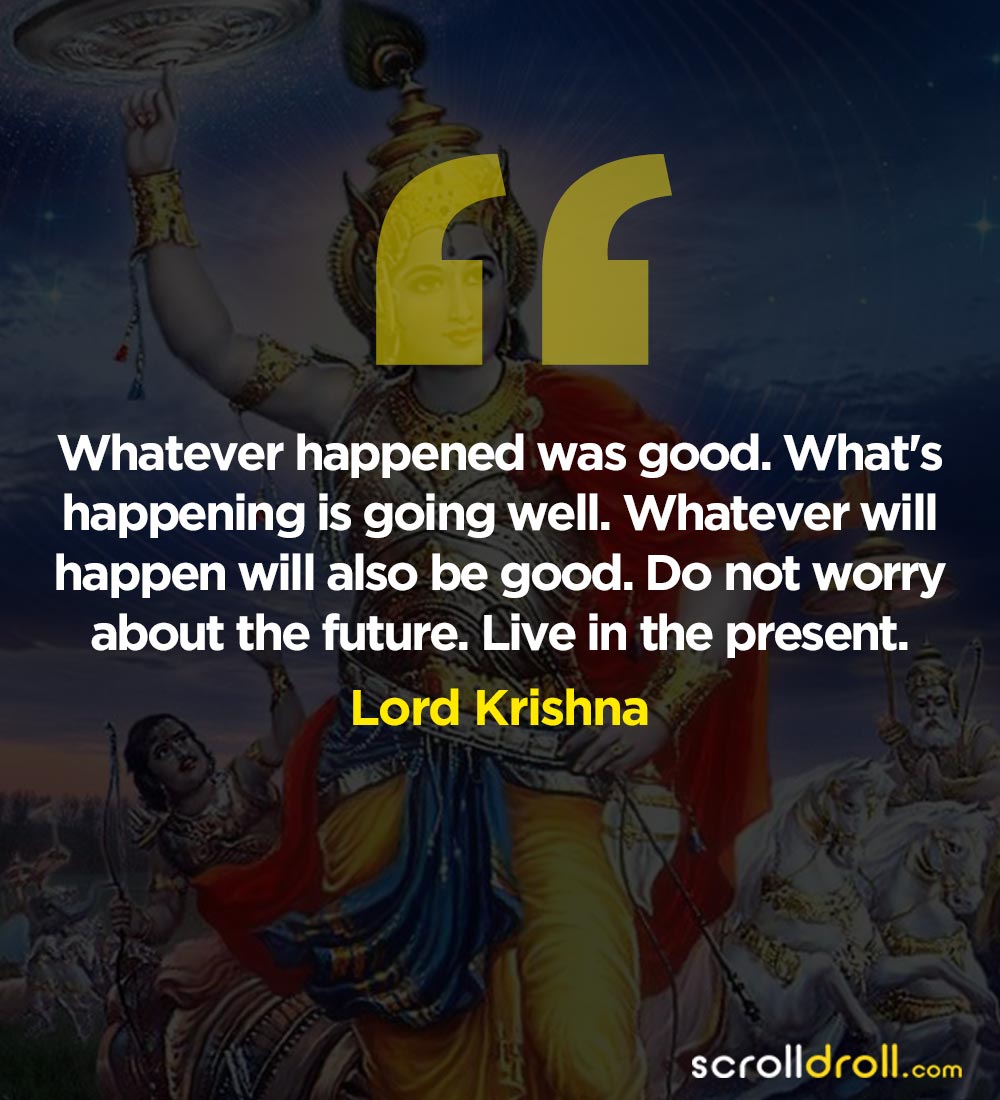 Whatever happened was good. What's
happening is going well. Whatever will
happen will also be good. Do not worry
about the future. Live in the present.
Lord Krishna
scrolldroll.com